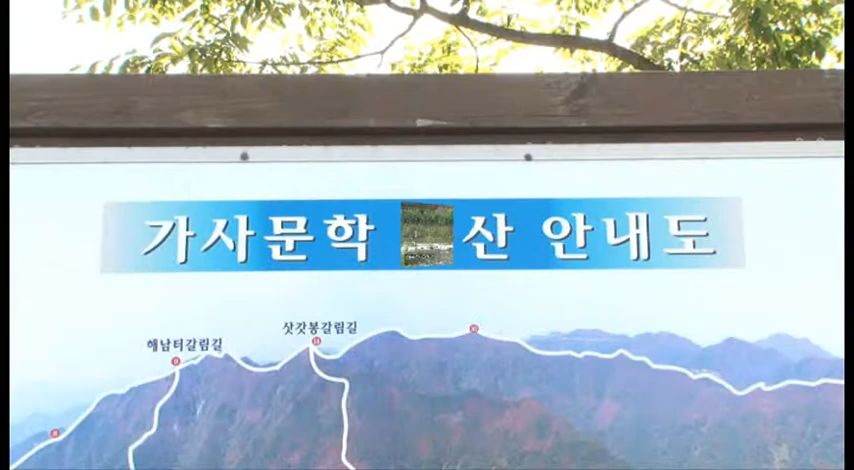 가사문학 산 안내도
삿갓봉갈림길
해남터갈림길